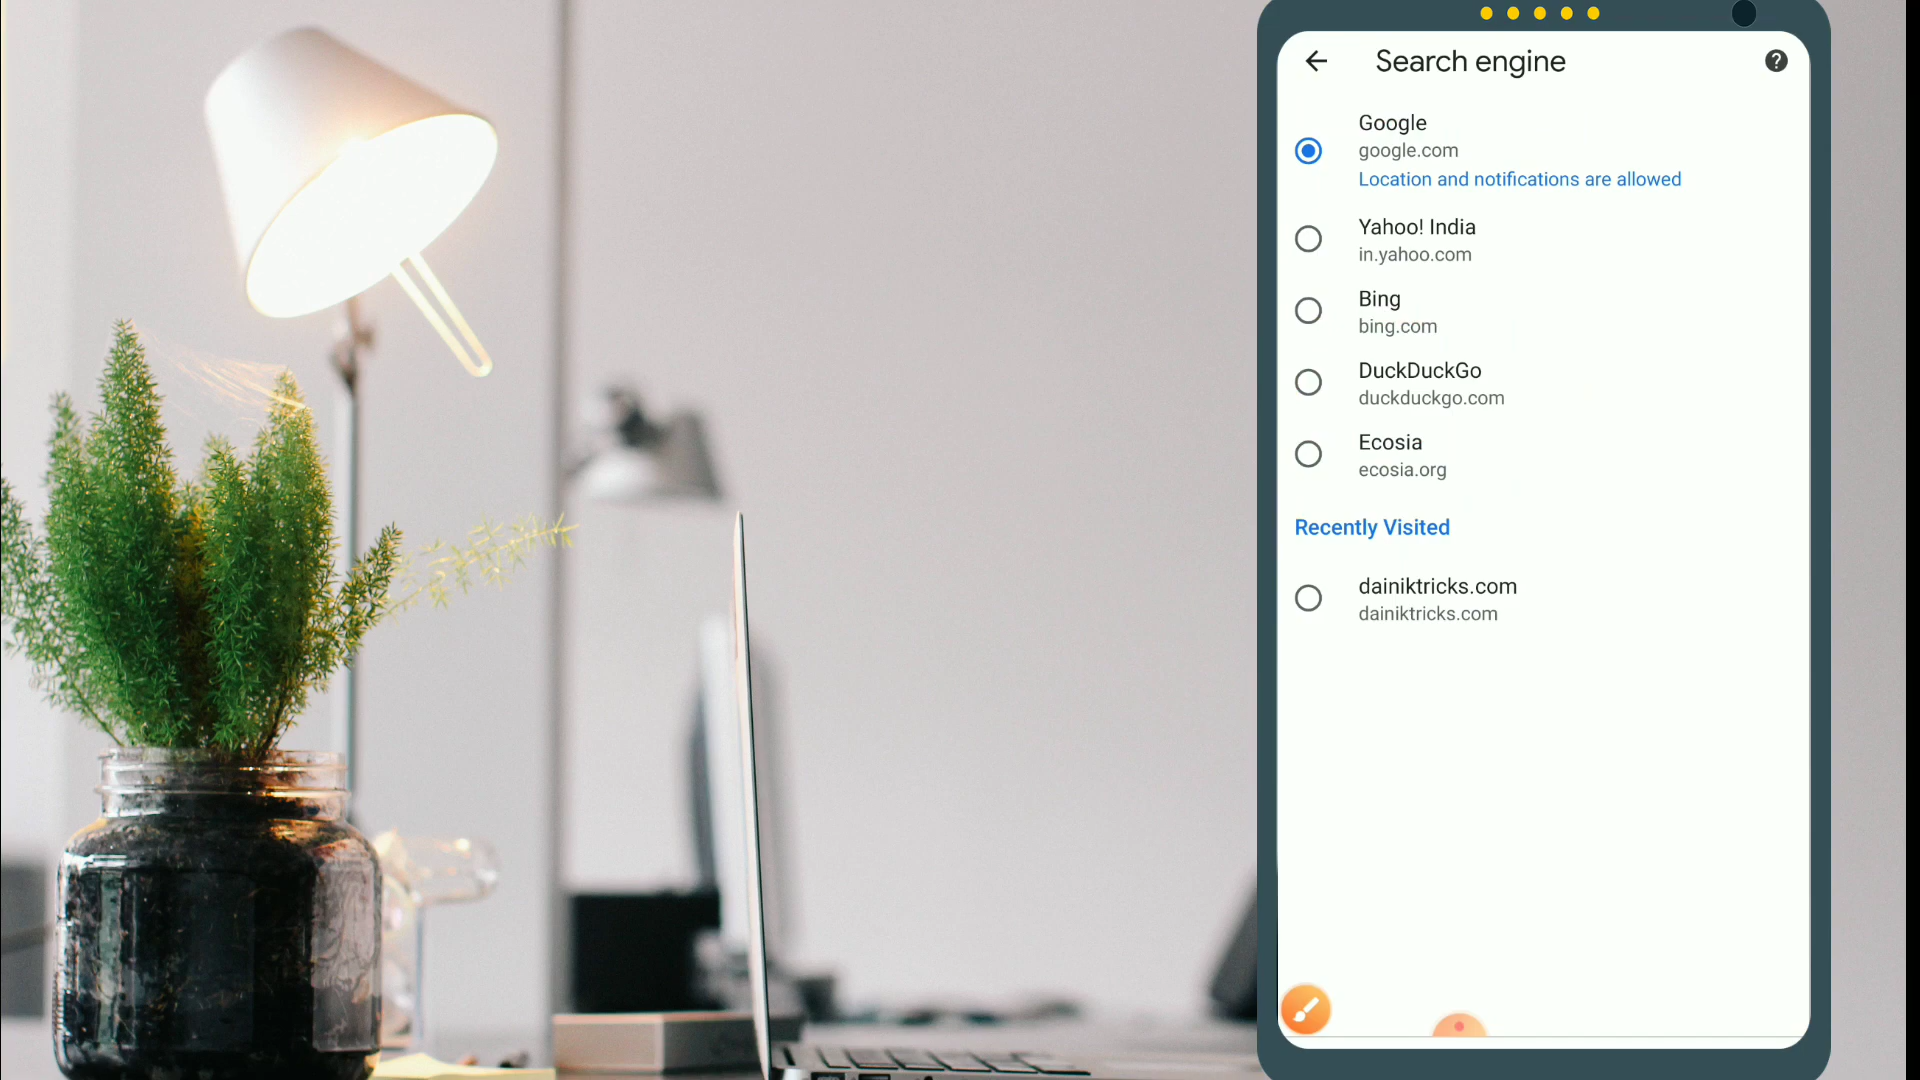 Search engine
Google
google.com
Location and notifications are allowed
Yahoo! India
in.yahoo.com
Bing
bing.com
DuckDuckGo
duckduckgo.com
Ecosia
ecosia.org
Recently Visited
dainiktricks.com
dainiktricks.com